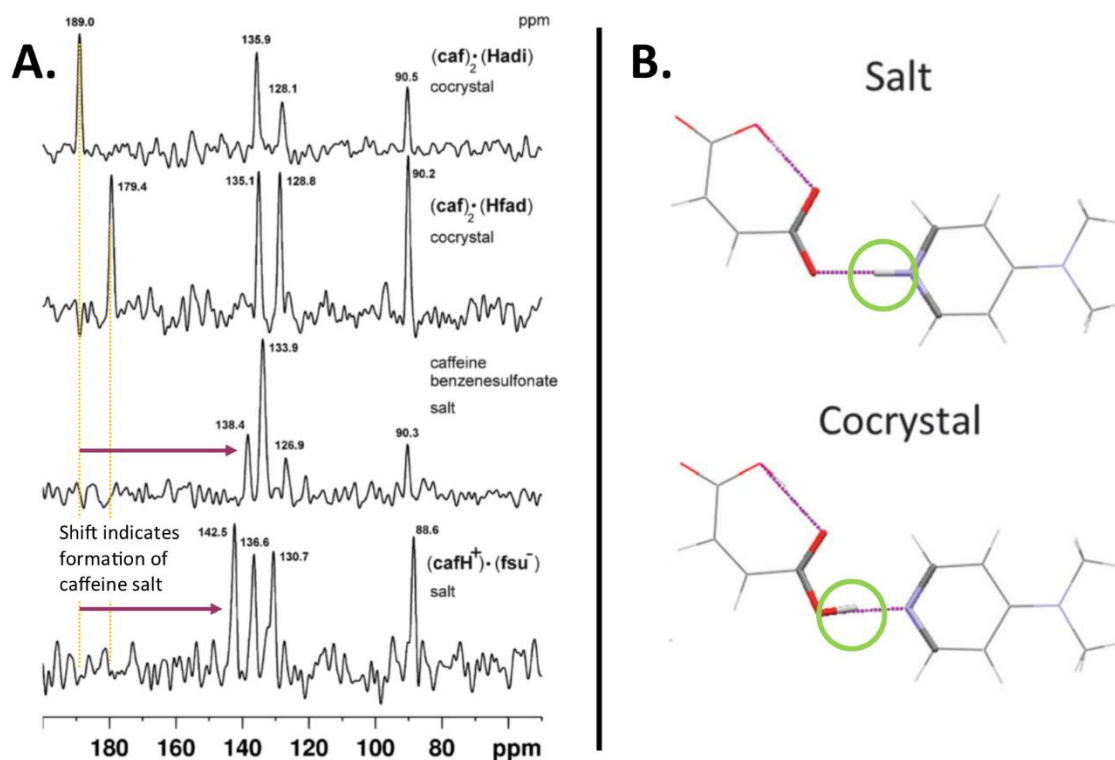 A.
ppm
189.0
135.9
128.1
90.5
(caf)₂·(Hadi)
cocrystal
179.4
135.1
128.8
90.2
(caf)₂·(Hfad)
cocrystal
133.9
138.4
126.9
90.3
caffeine
benzenesulfonate
salt
Shift indicates
formation of
caffeine salt
142.5
136.6
130.7
88.6
(cafH⁺)·(fsu⁻)
salt
180 160 140 120 100 80 ppm
B.
Salt
Cocrystal